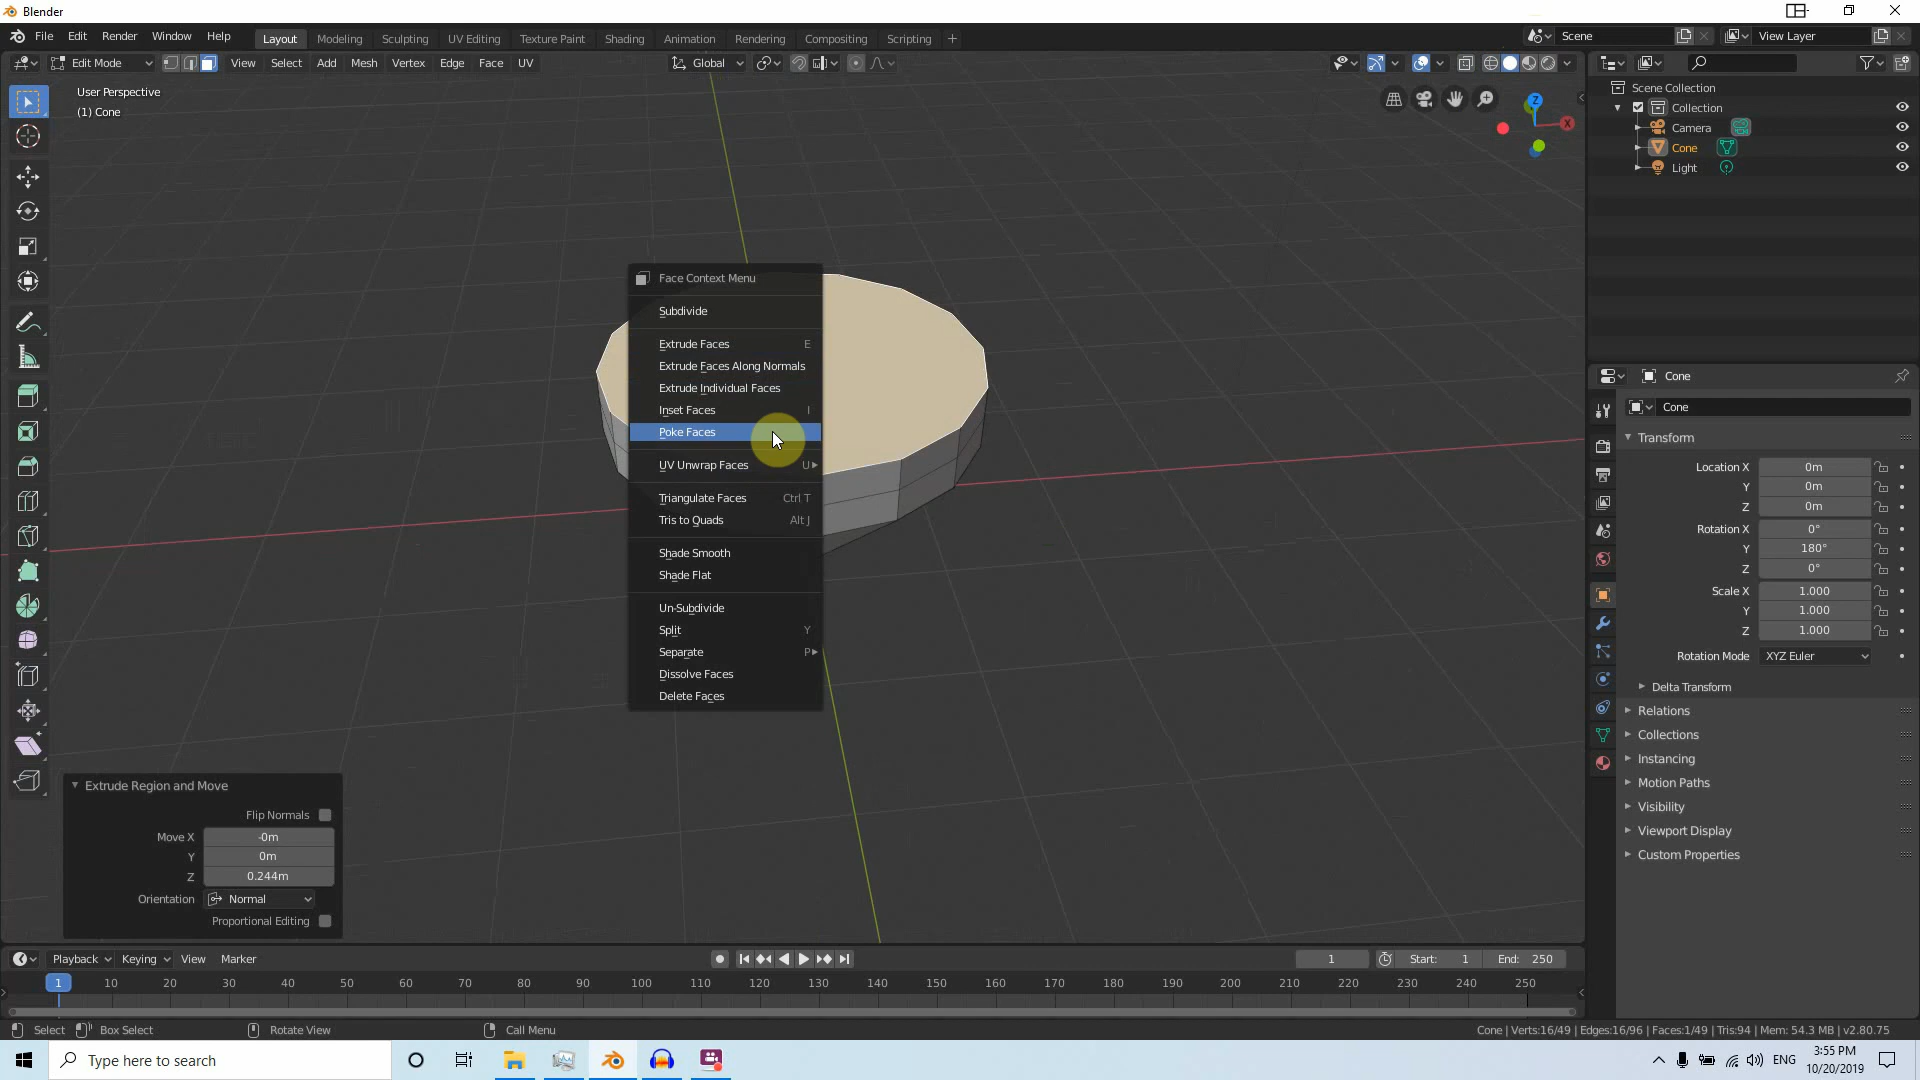 Blender
File Edit Render Window Help
Layout Modeling Sculpting UV Editing Texture Paint Shading Animation Rendering Compositing Scripting +
Scene
View Layer
Edit Mode View Select Add Mesh Vertex Edge Face UV
Global
User Perspective
(1) Cone
Z
X
Scene Collection
Collection
Camera
Cone
Light
Face Context Menu
Subdivide
Extrude Faces E
Extrude Faces Along Normals
Extrude Individual Faces
Inset Faces I
Poke Faces
UV Unwrap Faces U
Triangulate Faces Ctrl T
Tris to Quads Alt J
Shade Smooth
Shade Flat
Un-Subdivide
Split Y
Separate P
Dissolve Faces
Delete Faces
Cone
Cone
Transform
Location X 0m
Y 0m
Z 0m
Rotation X 0°
Y 180°
Z 0°
Scale X 1.000
Y 1.000
Z 1.000
Rotation Mode XYZ Euler
Delta Transform
Relations
Collections
Instancing
Motion Paths
Visibility
Viewport Display
Custom Properties
Extrude Region and Move
Flip Normals
Move X -0m
Y 0m
Z 0.244m
Orientation Normal
Proportional Editing
Playback Keying View Marker
1 Start: 1 End: 250
1 10 20 30 40 50 60 70 80 90 100 110 120 130 140 150 160 170 180 190 200 210 220 230 240 250
Select Box Select Rotate View Call Menu
Cone | Verts:16/49 | Edges:16/96 | Faces:1/49 | Tris:94 | Mem: 54.3 MB | v2.80.75
Type here to search
ENG
3:55 PM
10/20/2019